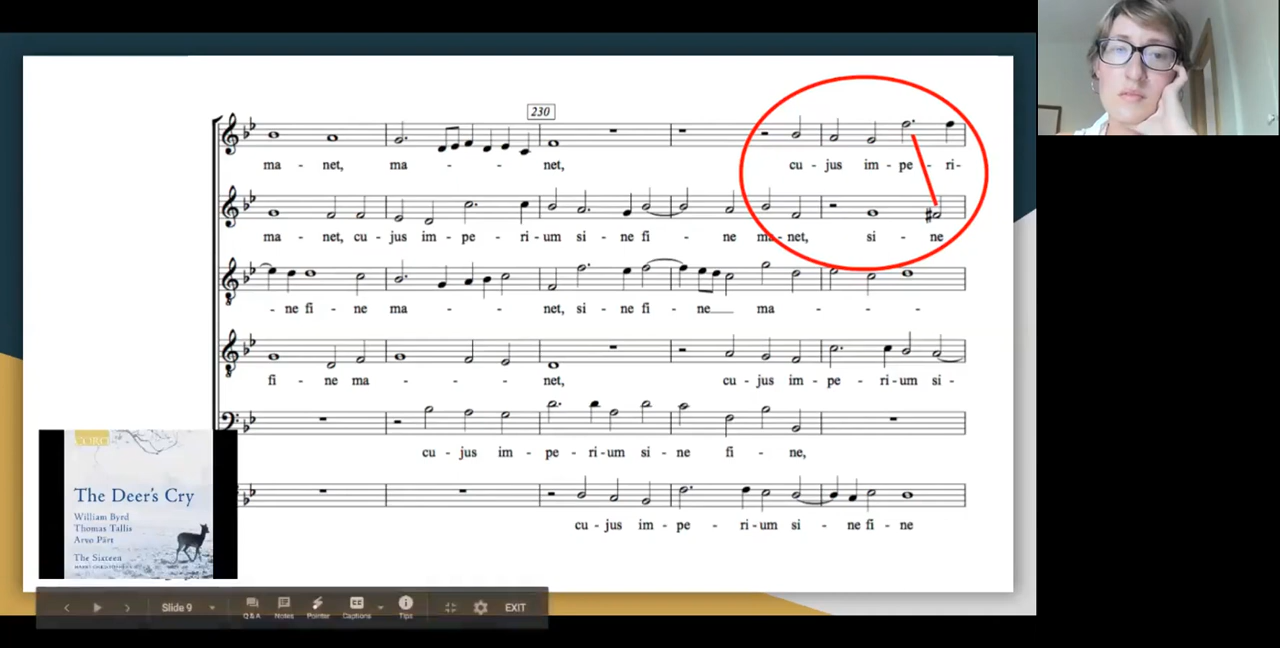 230
ma - net, ma - - - net, cu - jus im - pe - ri-
ma - net, cu - jus im - pe - ri - um si - ne fi - ne ma - net, si - ne
- ne fi - ne ma - - - net, si - ne fi - ne ma - - -
fi - ne ma - - - net, cu - jus im - pe - ri - um si -
cu - jus im - pe - ri - um si - ne fi - ne,
cu - jus im - pe - ri - um si - ne fi - ne
The Deer's Cry
William Byrd
Thomas Tallis
Arvo Pärt
The Sixteen
Slide 9
Q & A
Notes
Pointer
Captions
Tips
EXIT